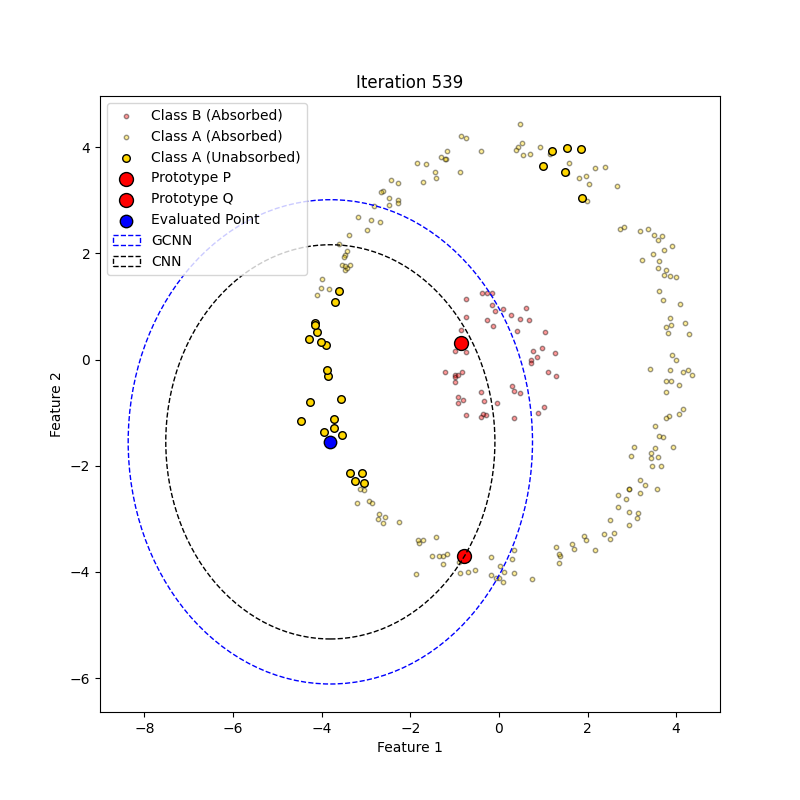 Iteration 539
Class B (Absorbed)
Class A (Absorbed)
Class A (Unabsorbed)
Prototype P
Prototype Q
Evaluated Point
GCNN
CNN
4
2
0
−2
−4
−6
Feature 2
−8
−6
−4
−2
0
2
4
Feature 1